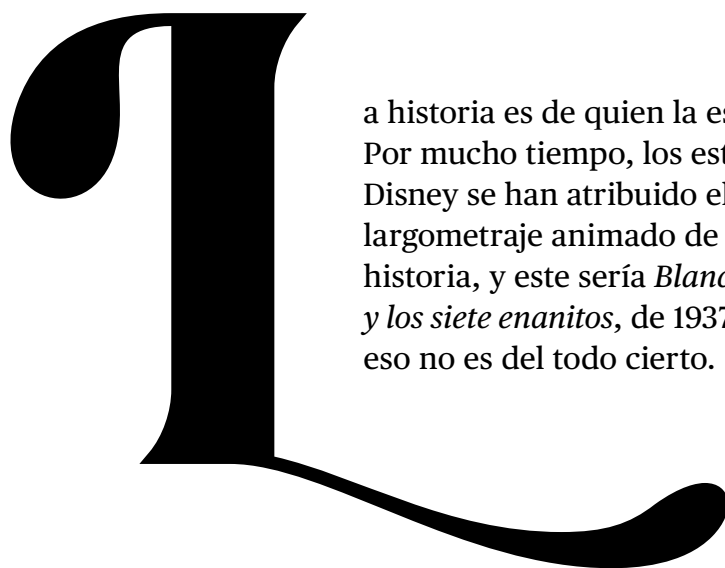 L
a historia es de quien la es
Por mucho tiempo, los est
Disney se han atribuido el
largometraje animado de
historia, y este sería Blanc
y los siete enanitos, de 1937
eso no es del todo cierto.